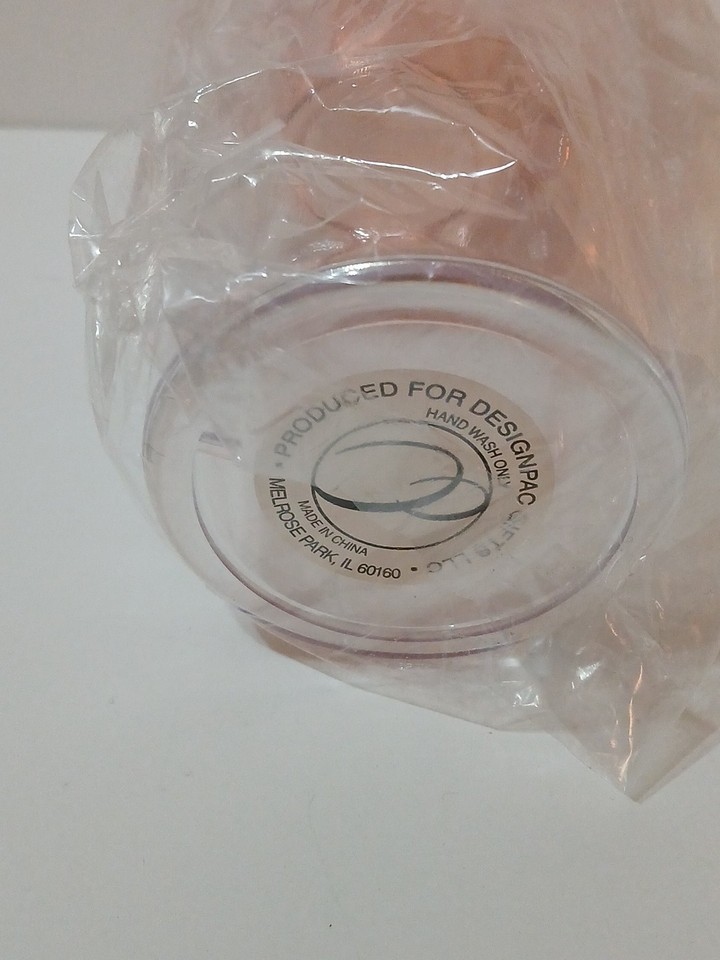 • PRODUCED FOR DESIGNPAC GIFTS LLC •
HAND WASH ONLY
MADE IN CHINA
MELROSE PARK, IL 60160